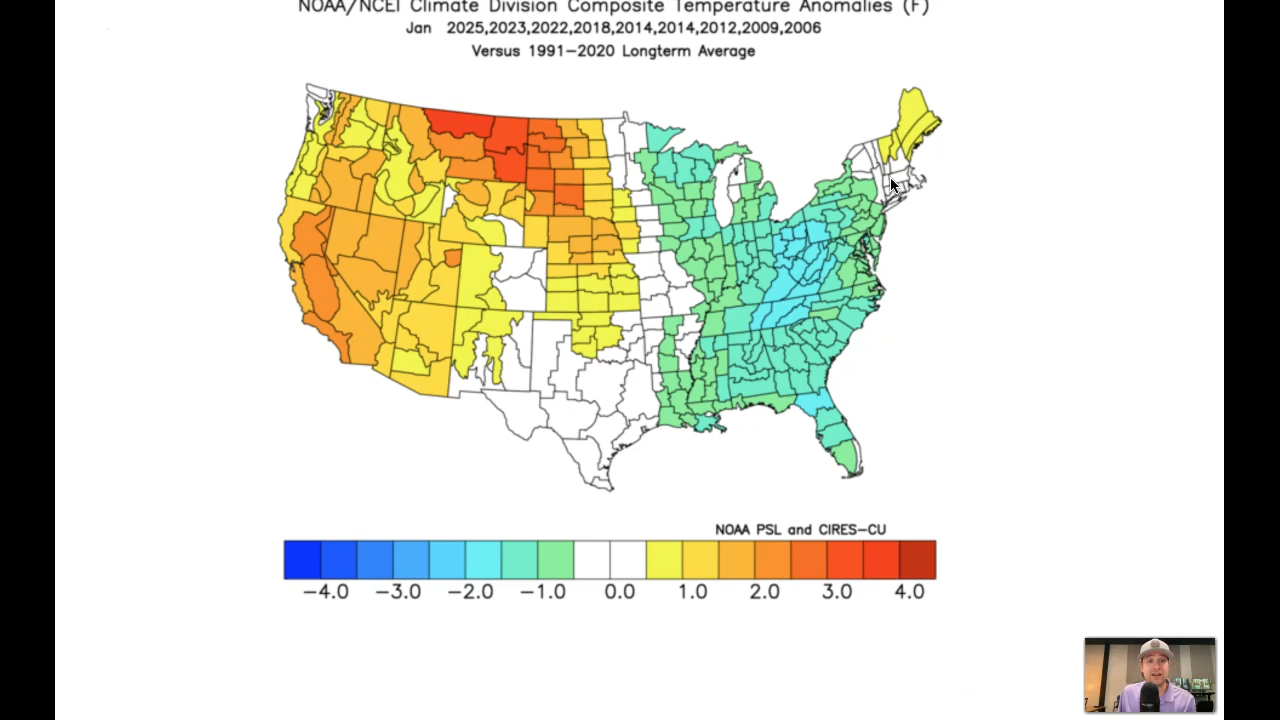 NOAA/NCEI Climate Division Composite Temperature Anomalies (F)
Jan 2025,2023,2022,2018,2014,2014,2012,2009,2006
Versus 1991-2020 Longterm Average
NOAA PSL and CIRES-CU
-4.0 -3.0 -2.0 -1.0 0.0 1.0 2.0 3.0 4.0